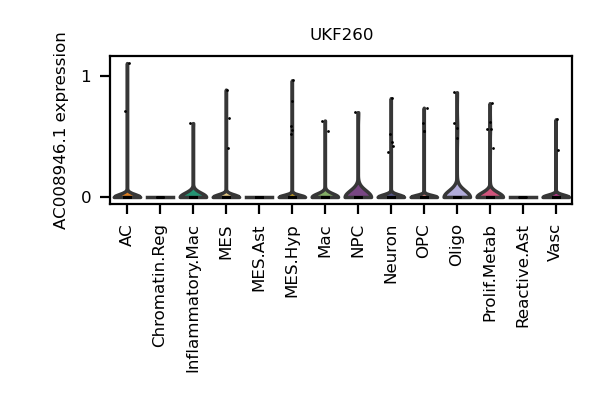 UKF260
AC008946.1 expression
1
0
AC
Chromatin.Reg
Inflammatory.Mac
MES
MES.Ast
MES.Hyp
Mac
NPC
Neuron
OPC
Oligo
Prolif.Metab
Reactive.Ast
Vasc